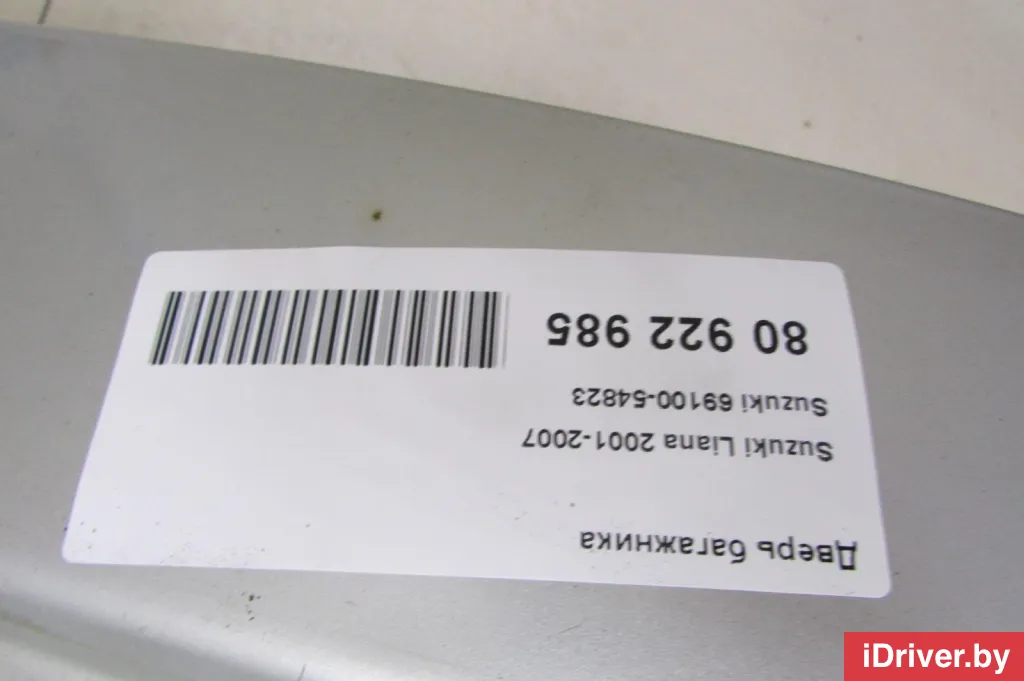 Дверь багажника
Suzuki Liana 2001-2007
Suzuki 69100-54823
80 922 985
iDriver.by